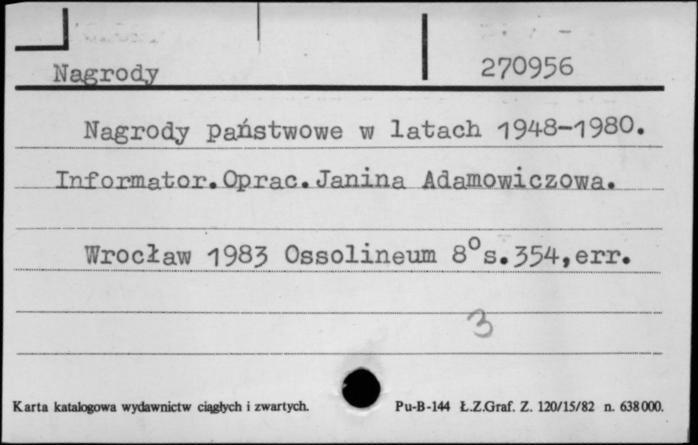 Nagrody 270956
Nagrody państwowe w latach 1948-1980.
Informator.Oprac.Janina Adamowiczowa.
Wrocław 1983 Ossolineum 8° s.354,err.
3
Karta katalogowa wydawnictw ciągłych i zwartych. Pu-B-144 Ł.Z.Graf. Z. 120/15/82 n. 638000.